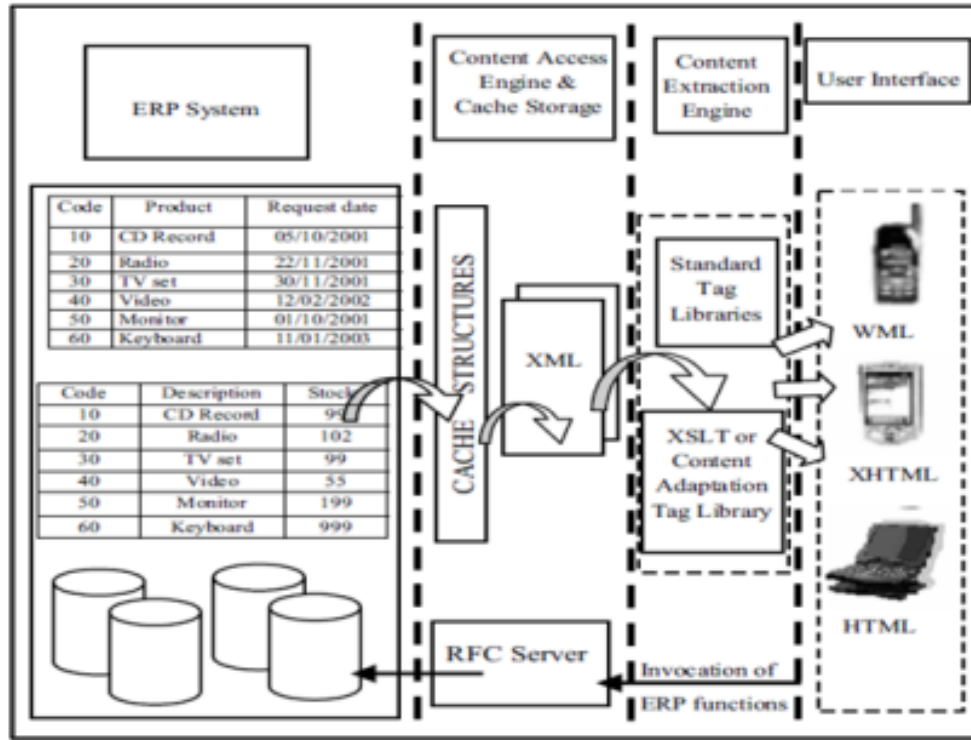 ERP System
Content Access
Engine &
Cache Storage
Content
Extraction
Engine
User Interface
Code Product Request date
10 CD Record 05/10/2001
20 Radio 22/11/2001
30 TV set 30/11/2001
40 Video 12/02/2002
50 Monitor 01/10/2001
60 Keyboard 11/01/2003
Code Description Stock
10 CD Record
20 Radio 102
30 TV set 99
40 Video 55
50 Monitor 199
60 Keyboard 999
CACHE STRUCTURES
XML
Standard
Tag
Libraries
XSLT or
Content
Adaptation
Tag Library
WML
XHTML
HTML
RFC Server
Invocation of
ERP functions